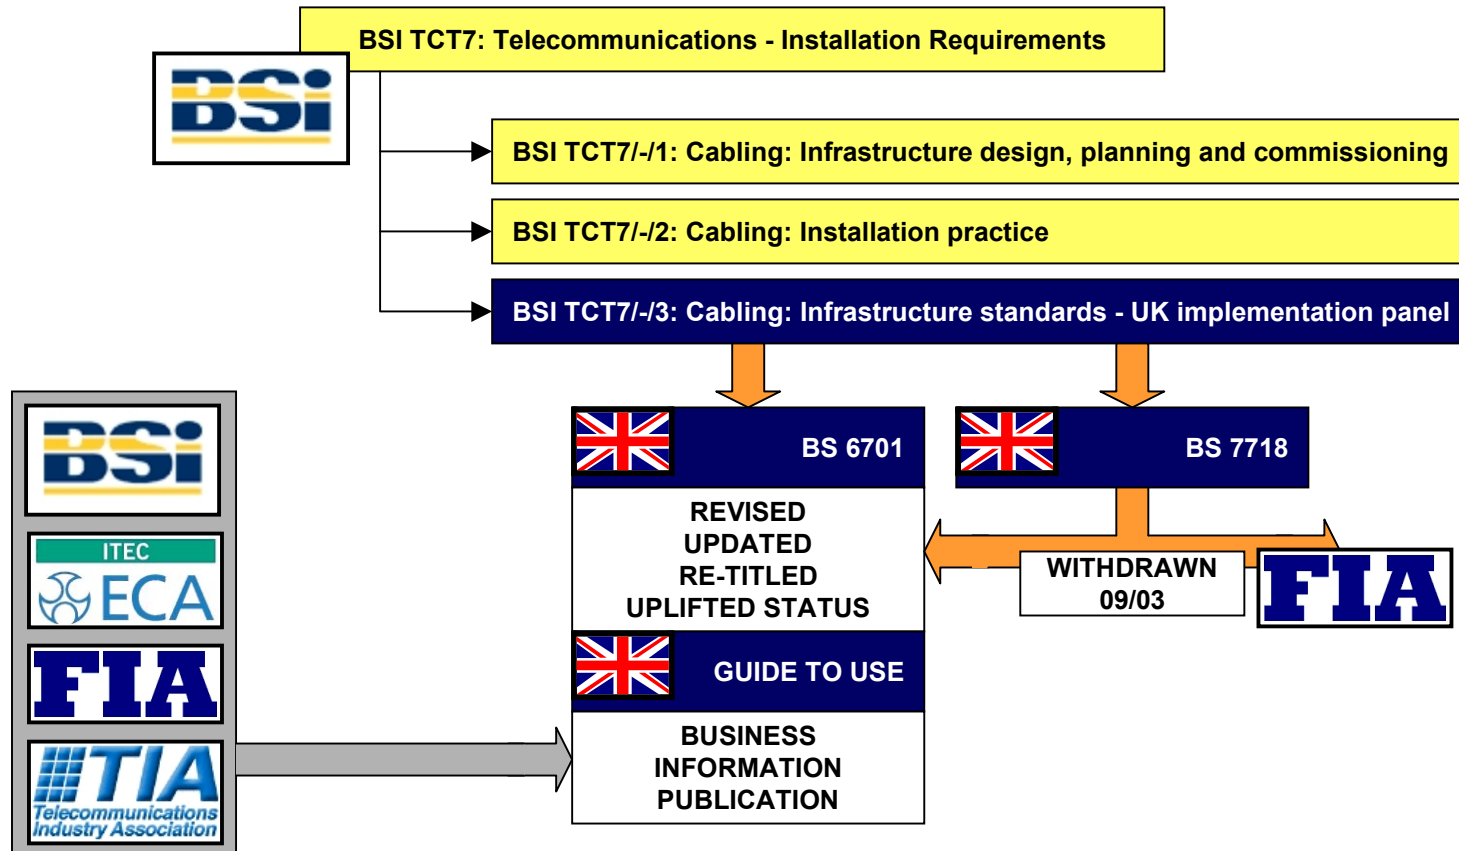 BSI TCT7: Telecommunications - Installation Requirements
BSi
BSI TCT7/-/1: Cabling: Infrastructure design, planning and commissioning
BSI TCT7/-/2: Cabling: Installation practice
BSI TCT7/-/3: Cabling: Infrastructure standards - UK implementation panel
BSi
ITEC
ECA
FIA
TIA
Telecommunications
Industry Association
BS 6701
REVISED
UPDATED
RE-TITLED
UPLIFTED STATUS
GUIDE TO USE
BUSINESS
INFORMATION
PUBLICATION
BS 7718
WITHDRAWN
09/03
FIA